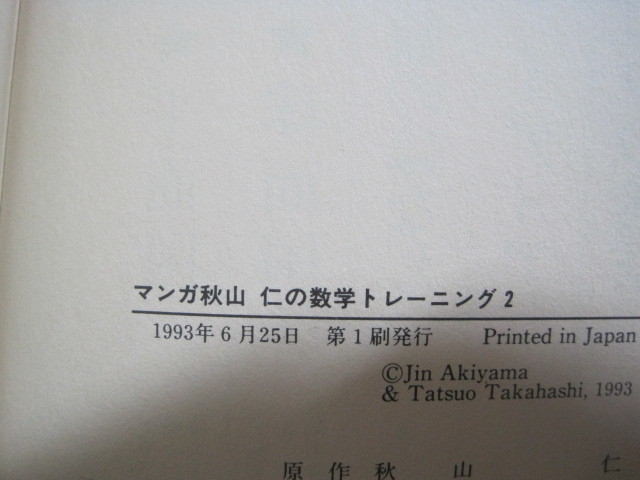 マンガ秋山 仁の数学トレーニング2
1993年6月25日 第1刷発行 Printed in Japan
©Jin Akiyama
& Tatsuo Takahashi, 1993
原作秋山仁